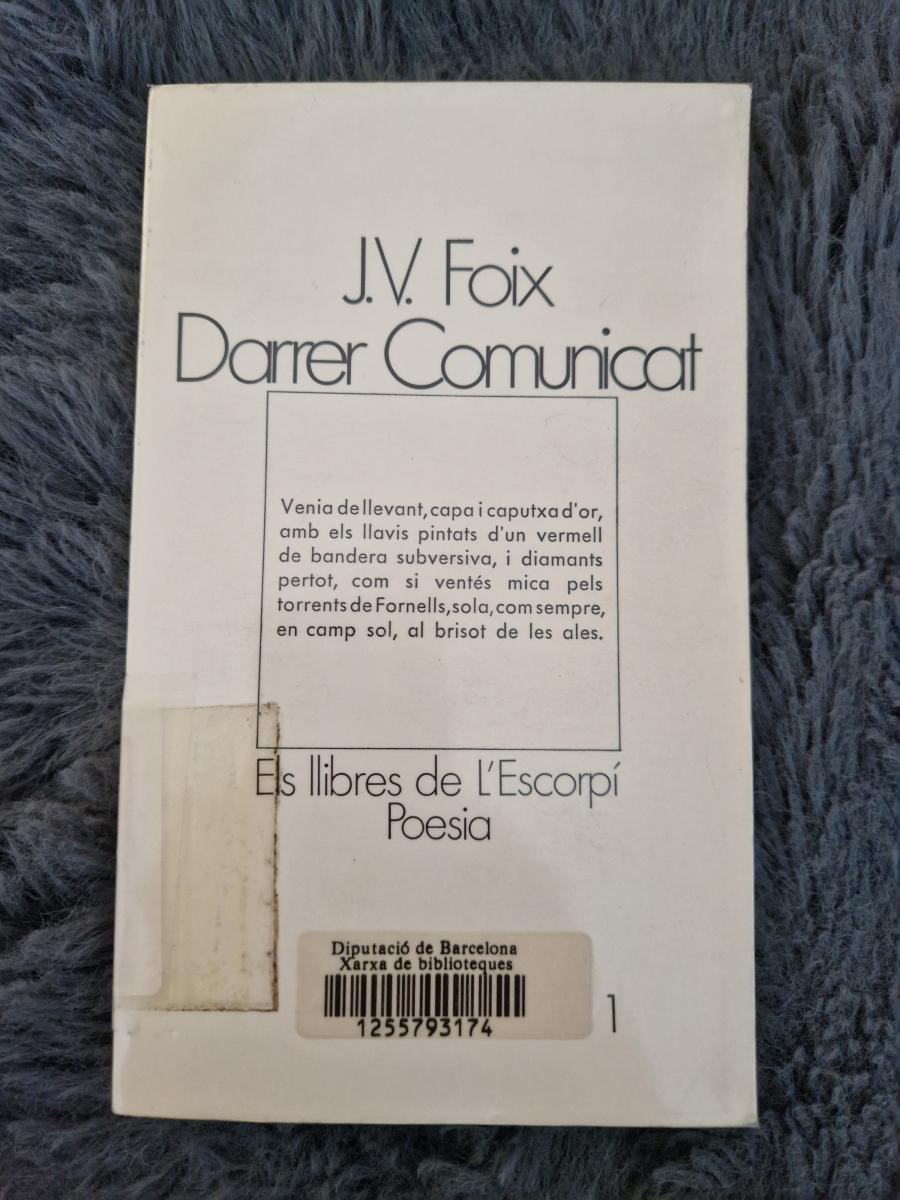 J.V. Foix
Darrer Comunicat
Venia de llevant, capa i caputxa d'or,
amb els llavis pintats d'un vermell
de bandera subversiva, i diamants
pertot, com si ventés mica pels
torrents de Fornells, sola, com sempre,
en camp sol, al brisot de les ales.
Els llibres de L'Escorpí
Poesia
Diputació de Barcelona
Xarxa de biblioteques
1255793174
1